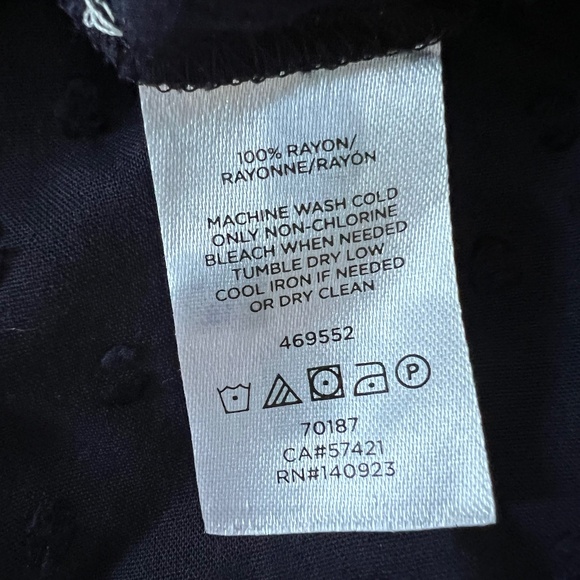 100% RAYON/
RAYONNE/RAYÓN
MACHINE WASH COLD
ONLY NON-CHLORINE
BLEACH WHEN NEEDED
TUMBLE DRY LOW
COOL IRON IF NEEDED
OR DRY CLEAN
469552
P
70187
CA#57421
RN#140923